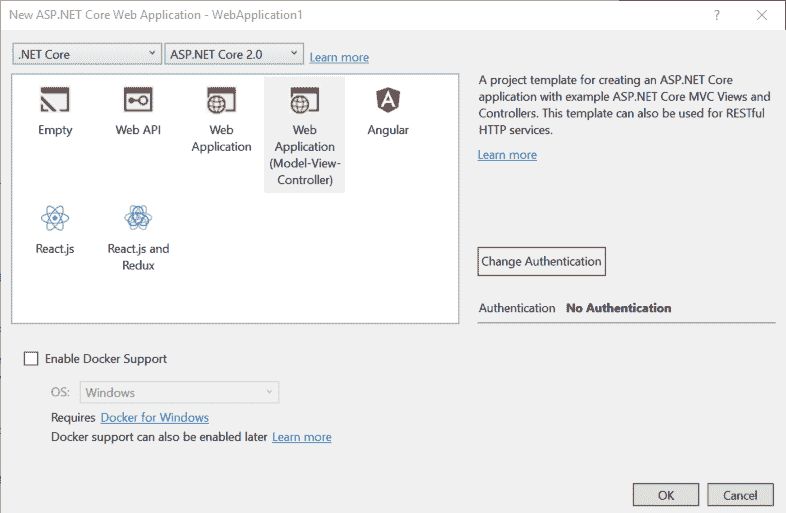 New ASP.NET Core Web Application - WebApplication1
.NET Core
ASP.NET Core 2.0
Learn more
Empty
Web API
Web
Application
Web
Application
(Model-View-
Controller)
Angular
React.js
React.js and
Redux
A project template for creating an ASP.NET Core
application with example ASP.NET Core MVC Views and
Controllers. This template can also be used for RESTful
HTTP services.
Learn more
Change Authentication
Authentication No Authentication
Enable Docker Support
OS: Windows
Requires Docker for Windows
Docker support can also be enabled later Learn more
OK
Cancel